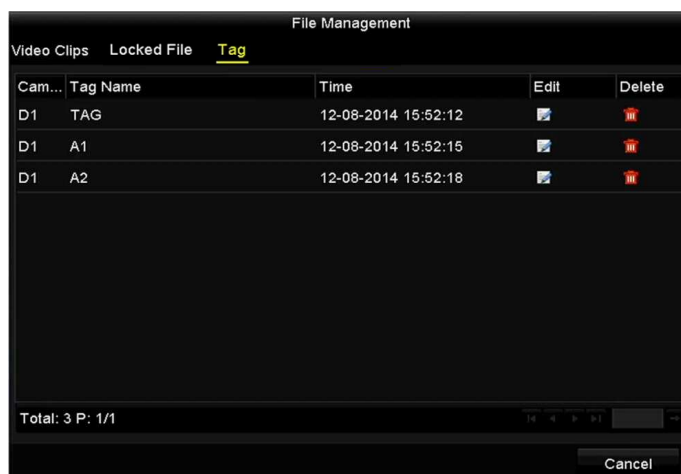 File Management
Video Clips Locked File Tag
Cam... Tag Name Time Edit Delete
D1 TAG 12-08-2014 15:52:12
D1 A1 12-08-2014 15:52:15
D1 A2 12-08-2014 15:52:18
Total: 3 P: 1/1
Cancel